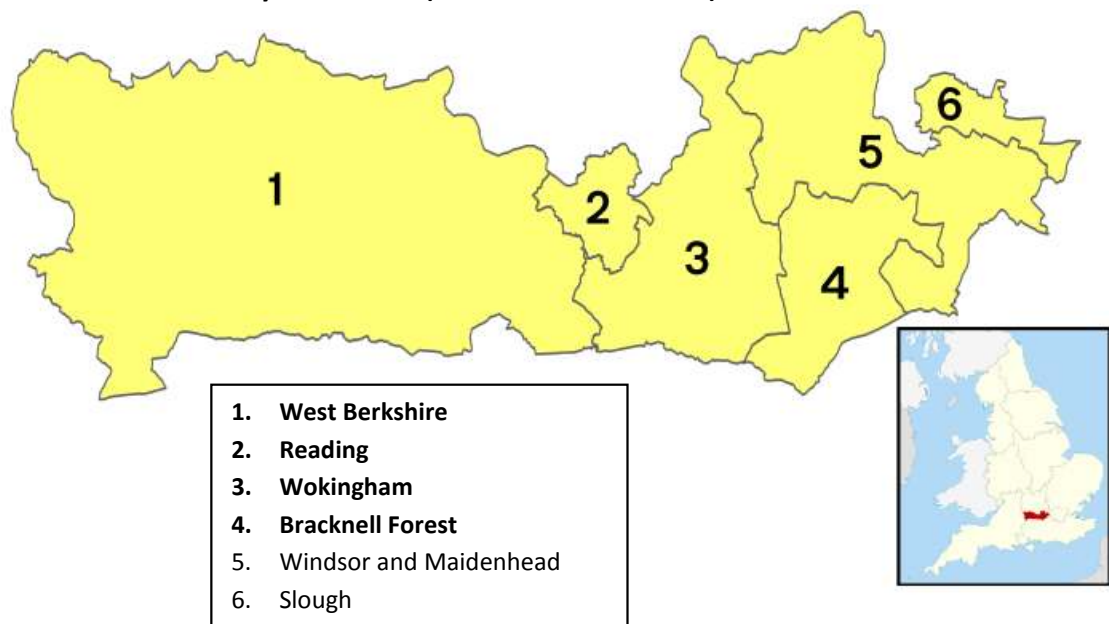 1
2
3
4
5
6
1. West Berkshire
2. Reading
3. Wokingham
4. Bracknell Forest
5. Windsor and Maidenhead
6. Slough